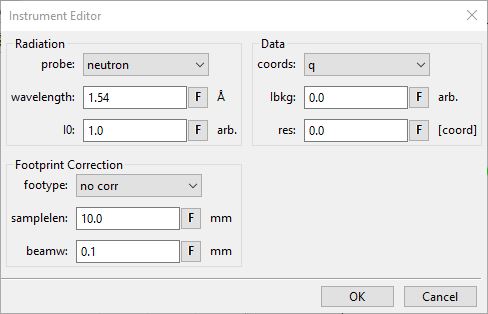 Instrument Editor
Radiation
probe: neutron
wavelength: 1.54 F Å
I0: 1.0 F arb.
Data
coords: q
Ibkg: 0.0 F arb.
res: 0.0 F [coord]
Footprint Correction
footype: no corr
samplelen: 10.0 F mm
beamw: 0.1 F mm
OK Cancel